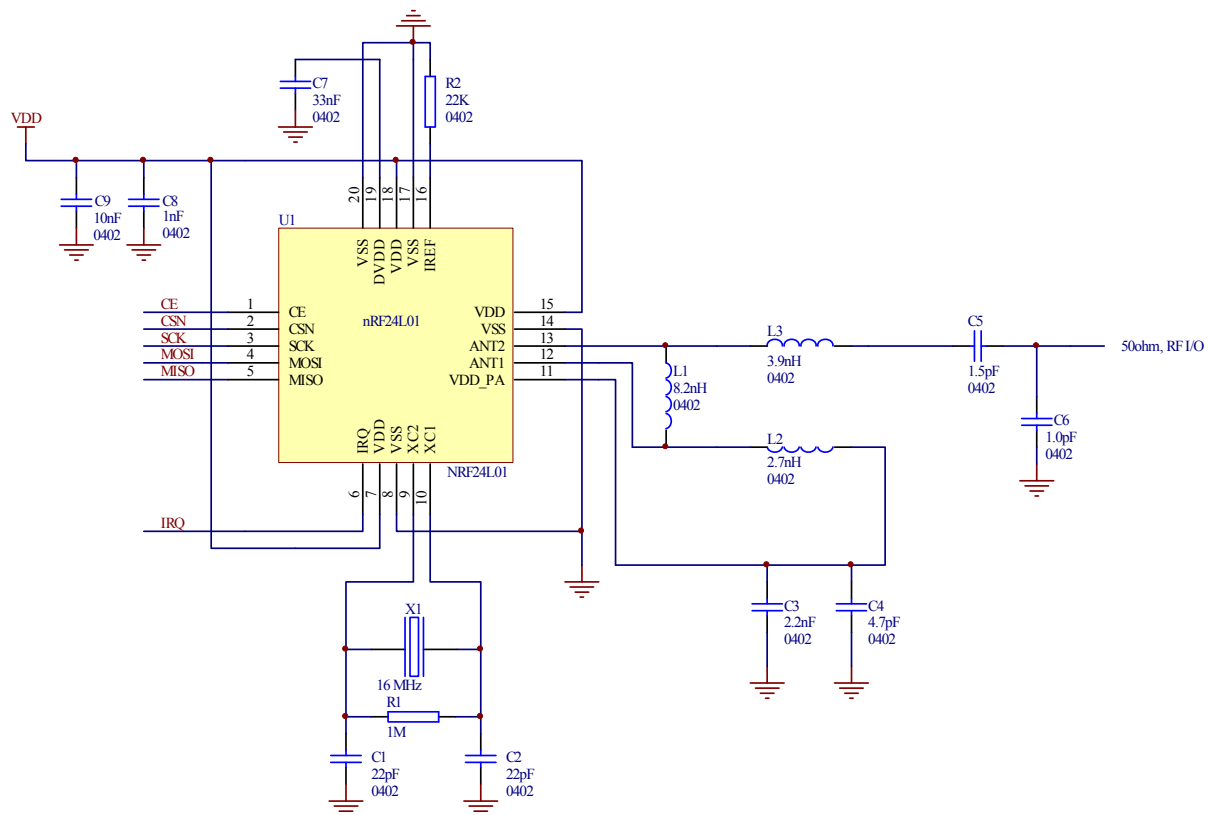 C7
33nF
0402
R2
22K
0402
VDD
C9
10nF
0402
C8
1nF
0402
20
19
18
17
16
U1
VSS
DVDD
VDD
VSS
IREF
nRF24L01
CE
CSN
SCK
MOSI
MISO
1
2
3
4
5
CE
CSN
SCK
MOSI
MISO
VDD
VSS
ANT2
ANT1
VDD_PA
15
14
13
12
11
IRQ
VDD
VSS
XC2
XC1
NRF24L01
6
7
8
9
10
IRQ
L1
8.2nH
0402
L3
3.9nH
0402
L2
2.7nH
0402
C5
1.5pF
0402
50ohm, RF I/O
C6
1.0pF
0402
C3
2.2nF
0402
C4
4.7pF
0402
X1
16 MHz
R1
1M
C1
22pF
0402
C2
22pF
0402